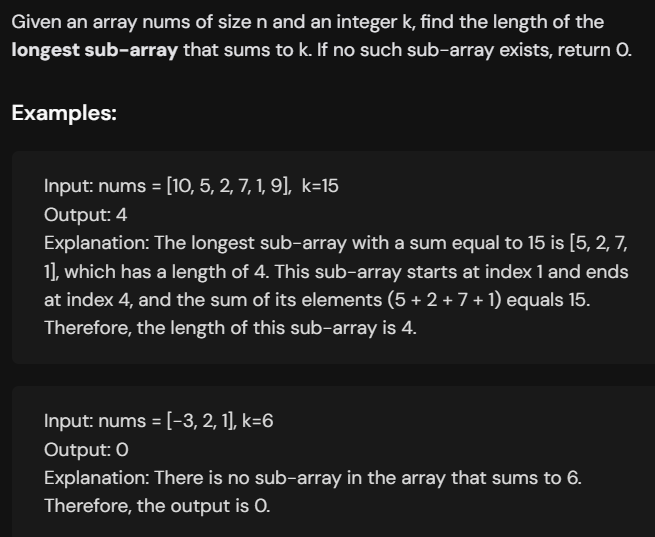 Given an array nums of size n and an integer k, find the length of the
longest sub-array that sums to k. If no such sub-array exists, return 0.
Examples:
Input: nums = [10, 5, 2, 7, 1, 9],  k=15
Output: 4
Explanation: The longest sub-array with a sum equal to 15 is [5, 2, 7,
1], which has a length of 4. This sub-array starts at index 1 and ends
at index 4, and the sum of its elements (5 + 2 + 7 + 1) equals 15.
Therefore, the length of this sub-array is 4.
Input: nums = [-3, 2, 1], k=6
Output: 0
Explanation: There is no sub-array in the array that sums to 6.
Therefore, the output is 0.